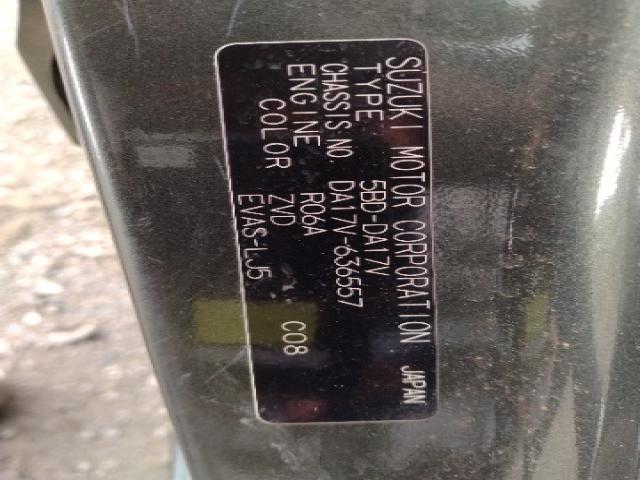 SUZUKI MOTOR CORPORATION JAPAN
TYPE 5BD-DA17V
CHASSIS NO. DA17V-636557
ENGINE R06A
COLOR ZVD C08
EVAS-LJ5